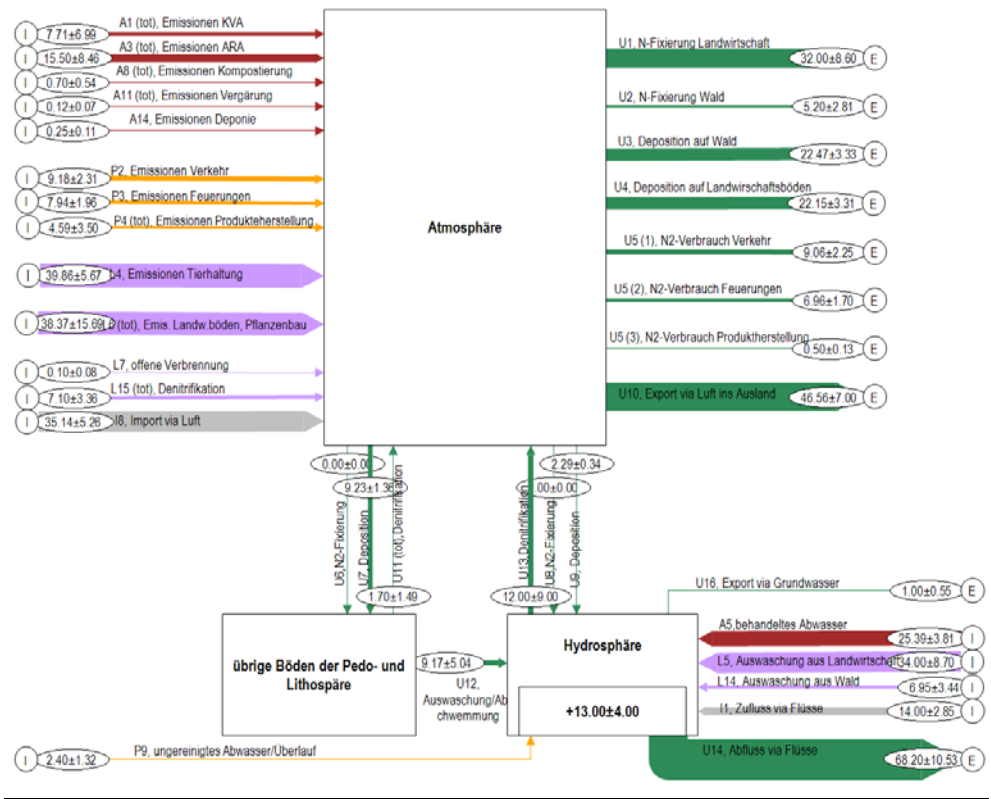 A1 (tot), Emissionen KVA
I 7.71±6.99
A3 (tot), Emissionen ARA
I 15.50±8.46
A8 (tot), Emissionen Kompostierung
I 0.70±0.54
A11 (tot), Emissionen Vergärung
I 0.12±0.07
A14, Emissionen Deponie
I 0.25±0.11
P2, Emissionen Verkehr
I 9.18±2.31
P3, Emissionen Feuerungen
I 7.94±1.96
P4 (tot), Emissionen Produkteherstellung
I 4.59±3.50
I 39.86±5.67 L4, Emissionen Tierhaltung
I 38.37±15.69 (tot), Emis. Landw.böden, Pflanzenbau
L7, offene Verbrennung
I 0.10±0.08
L15 (tot), Denitrifikation
I 7.10±3.36
I 35.14±5.26 I8, Import via Luft
Atmosphäre
U1, N-Fixierung Landwirtschaft
32.00±8.60 E
U2, N-Fixierung Wald
5.20±2.81 E
U3, Deposition auf Wald
22.47±3.33 E
U4, Deposition auf Landwirschaftsböden
22.15±3.31 E
U5 (1), N2-Verbrauch Verkehr
9.06±2.25 E
U5 (2), N2-Verbrauch Feuerungen
6.96±1.70 E
U5 (3), N2-Verbrauch Produktherstellung
0.50±0.13 E
U10, Export via Luft ins Ausland
46.56±7.00 E
0.00±0.00
9.23±1.36
2.29±0.34
00±0.00
U6,N2-Fixierung
U7, Deposition
U11 (tot),Denitrifikation
U13,Denitrifikation
U8,N2-Fixierung
U9, Deposition
1.70±1.49
12.00±9.00
übrige Böden der Pedo- und
Lithospäre
9.17±5.04
U12,
Auswaschung/Ab
chwemmung
Hydrosphäre
+13.00±4.00
U16, Export via Grundwasser
1.00±0.55 E
A5,behandeltes Abwasser
25.39±3.81 I
L5, Auswaschung aus Landwirtschaft
34.00±8.70 I
L14, Auswaschung aus Wald
6.95±3.44 I
I1, Zufluss via Flüsse
14.00±2.85 I
U14, Abfluss via Flüsse
68.20±10.53 E
P9, ungereinigtes Abwasser/Überlauf
I 2.40±1.32